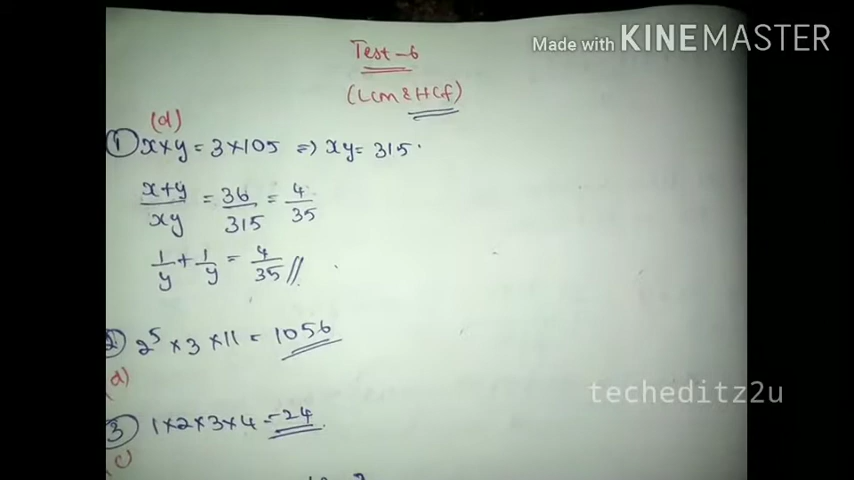 Made with KINEMASTER
Test-6
(LCM & HCf)
(d)
① x×y = 3×105 => xy = 315.
x+y/xy = 36/315 = 4/35
1/y + 1/y = 4/35 //
② 2⁵ × 3 × 11 = 1056
(d)
techeditz2u
③ 1×2×3×4 = 24
(c)